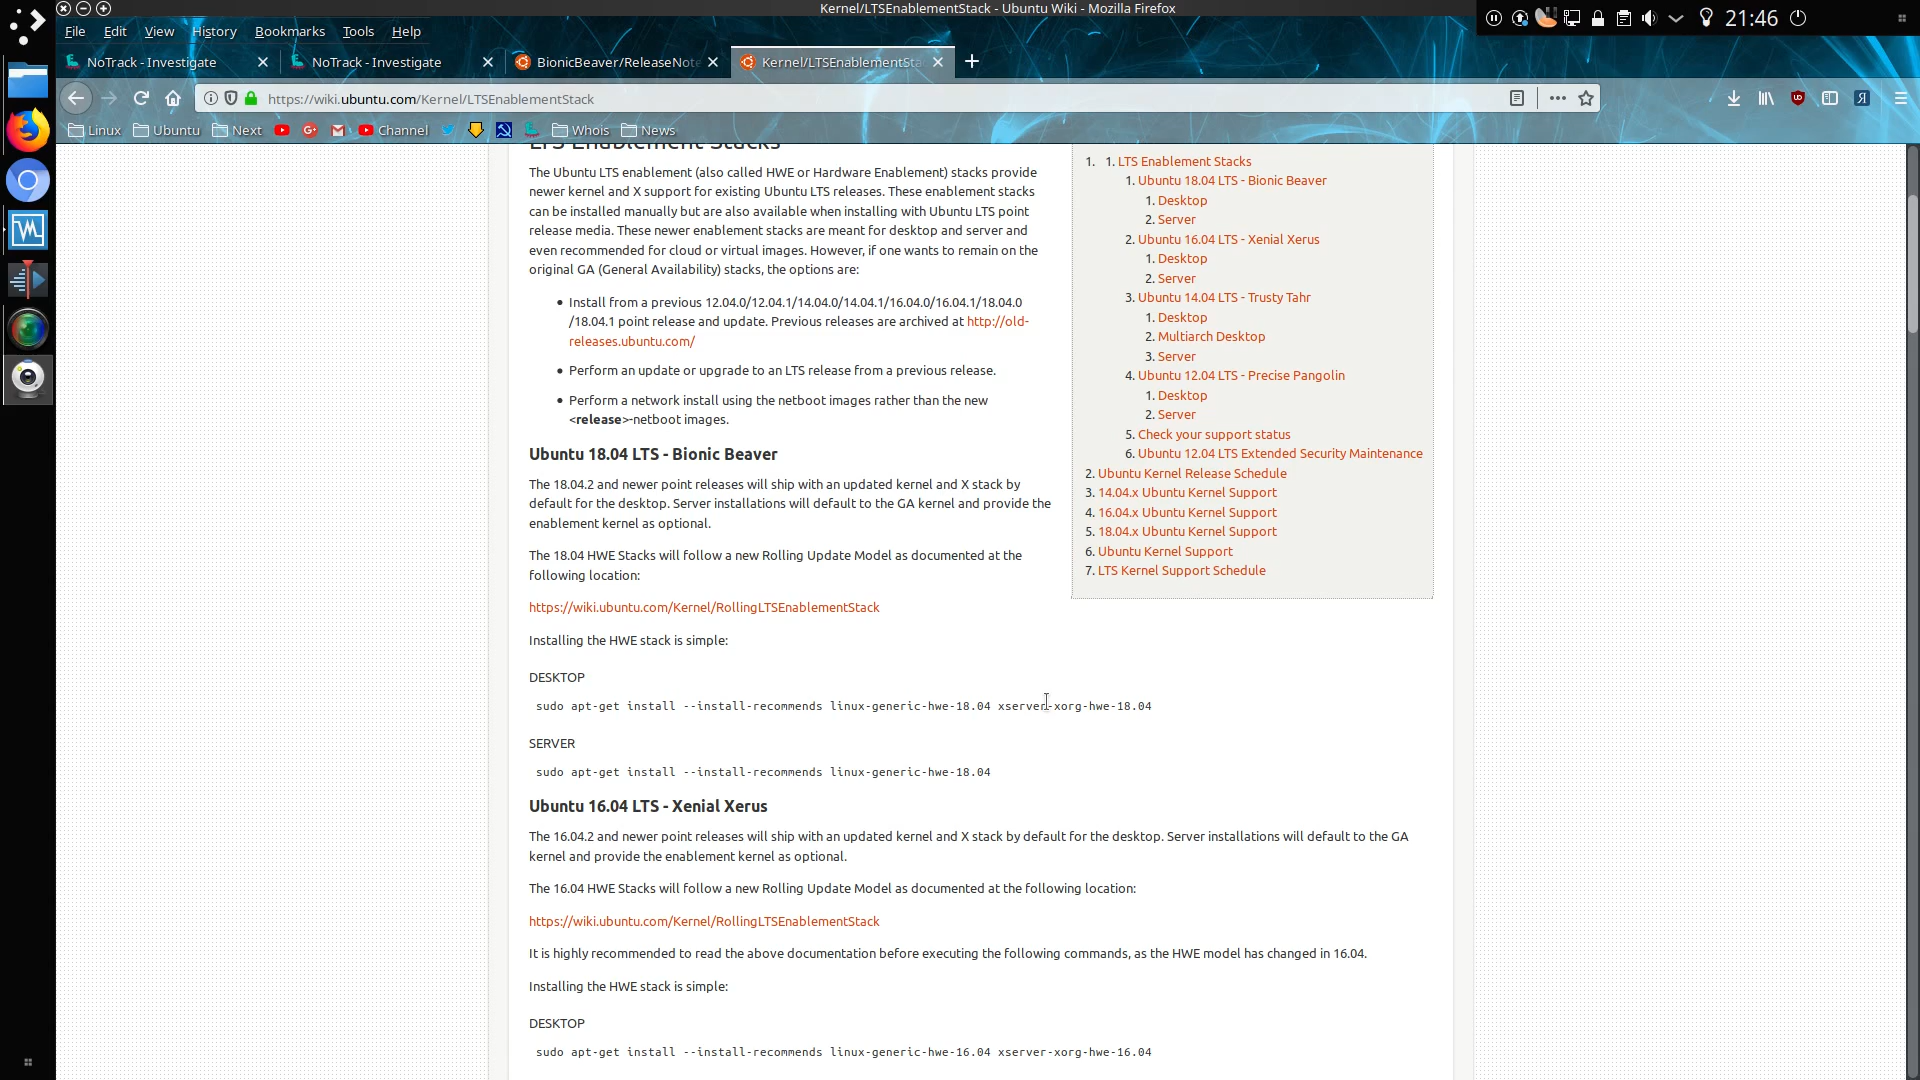 Kernel/LTSEnablementStack - Ubuntu Wiki - Mozilla Firefox
21:46
File Edit View History Bookmarks Tools Help
NoTrack - Investigate
NoTrack - Investigate
BionicBeaver/ReleaseNote
Kernel/LTSEnablementSta
https://wiki.ubuntu.com/Kernel/LTSEnablementStack
Linux Ubuntu Next Channel Whois News
LTS Enablement Stacks
The Ubuntu LTS enablement (also called HWE or Hardware Enablement) stacks provide
newer kernel and X support for existing Ubuntu LTS releases. These enablement stacks
can be installed manually but are also available when installing with Ubuntu LTS point
release media. These newer enablement stacks are meant for desktop and server and
even recommended for cloud or virtual images. However, if one wants to remain on the
original GA (General Availability) stacks, the options are:
• Install from a previous 12.04.0/12.04.1/14.04.0/14.04.1/16.04.0/16.04.1/18.04.0
/18.04.1 point release and update. Previous releases are archived at http://old-
releases.ubuntu.com/
• Perform an update or upgrade to an LTS release from a previous release.
• Perform a network install using the netboot images rather than the new
<release>-netboot images.
1. 1. LTS Enablement Stacks
1. Ubuntu 18.04 LTS - Bionic Beaver
1. Desktop
2. Server
2. Ubuntu 16.04 LTS - Xenial Xerus
1. Desktop
2. Server
3. Ubuntu 14.04 LTS - Trusty Tahr
1. Desktop
2. Multiarch Desktop
3. Server
4. Ubuntu 12.04 LTS - Precise Pangolin
1. Desktop
2. Server
5. Check your support status
6. Ubuntu 12.04 LTS Extended Security Maintenance
2. Ubuntu Kernel Release Schedule
3. 14.04.x Ubuntu Kernel Support
4. 16.04.x Ubuntu Kernel Support
5. 18.04.x Ubuntu Kernel Support
6. Ubuntu Kernel Support
7. LTS Kernel Support Schedule
Ubuntu 18.04 LTS - Bionic Beaver
The 18.04.2 and newer point releases will ship with an updated kernel and X stack by
default for the desktop. Server installations will default to the GA kernel and provide the
enablement kernel as optional.
The 18.04 HWE Stacks will follow a new Rolling Update Model as documented at the
following location:
https://wiki.ubuntu.com/Kernel/RollingLTSEnablementStack
Installing the HWE stack is simple:
DESKTOP
sudo apt-get install --install-recommends linux-generic-hwe-18.04 xserver-xorg-hwe-18.04
SERVER
sudo apt-get install --install-recommends linux-generic-hwe-18.04
Ubuntu 16.04 LTS - Xenial Xerus
The 16.04.2 and newer point releases will ship with an updated kernel and X stack by default for the desktop. Server installations will default to the GA
kernel and provide the enablement kernel as optional.
The 16.04 HWE Stacks will follow a new Rolling Update Model as documented at the following location:
https://wiki.ubuntu.com/Kernel/RollingLTSEnablementStack
It is highly recommended to read the above documentation before executing the following commands, as the HWE model has changed in 16.04.
Installing the HWE stack is simple:
DESKTOP
sudo apt-get install --install-recommends linux-generic-hwe-16.04 xserver-xorg-hwe-16.04